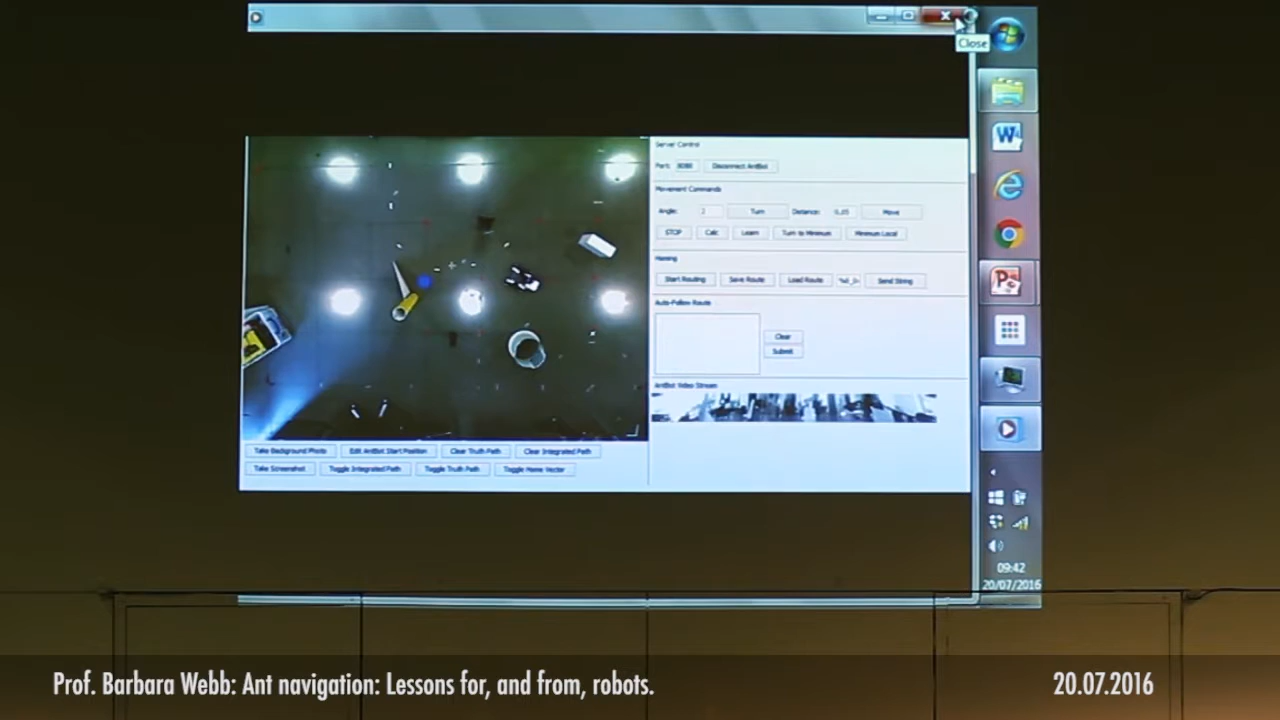 Close
Server Control
Port: 8080 Disconnect AntBot
Movement Commands
Angle: 2 Turn Distance: 0.05 Move
STOP Calc Learn Turn to Minimum Minimum Local
Start Routing Save Route Load Route Send String
Auto-Follow Route
Clear
Submit
AntBot Video Stream
Take Background Photo Edit AntBot Start Position Clear Truth Path Clear Integrated Path
Take Screenshot Toggle Integrated Path Toggle Truth Path Toggle Home Vector
09:42
20/07/2016
Prof. Barbara Webb: Ant navigation: Lessons for, and from, robots.
20.07.2016